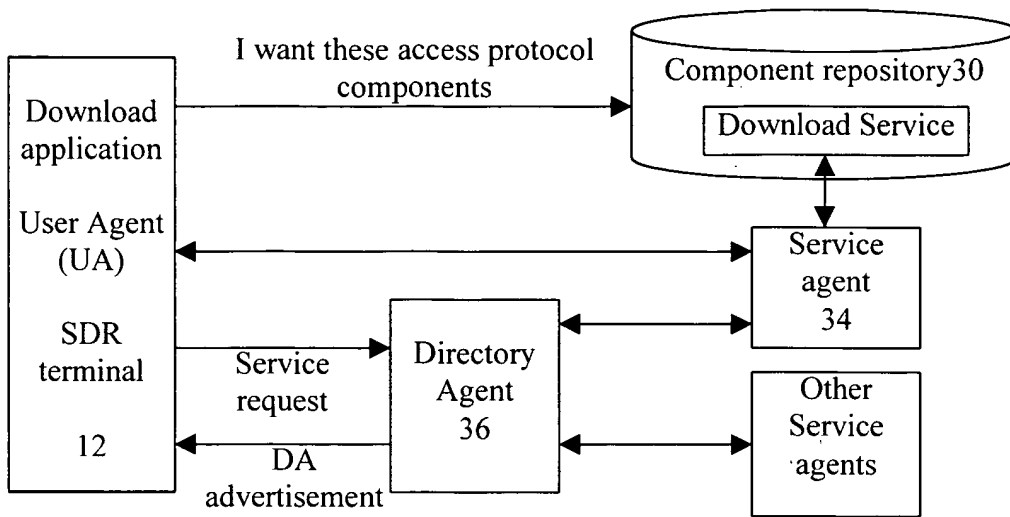 I want these access protocol
components
Component repository30
Download Service
Download
application
User Agent
(UA)
SDR
terminal
12
Service
agent
34
Service
request
Directory
Agent
36
DA
advertisement
Other
Service
agents